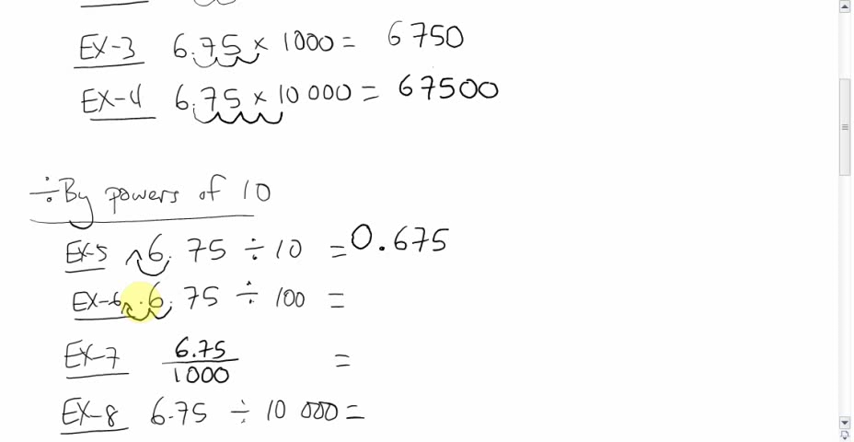 EX-3 6.75 × 1000 = 6750
EX-4 6.75 × 10 000 = 67500
÷ By powers of 10
EX-5 6.75 ÷ 10 = 0.675
EX-6 .6.75 ÷ 100 =
EX-7 6.75/1000 =
EX-8 6.75 ÷ 10 000 =